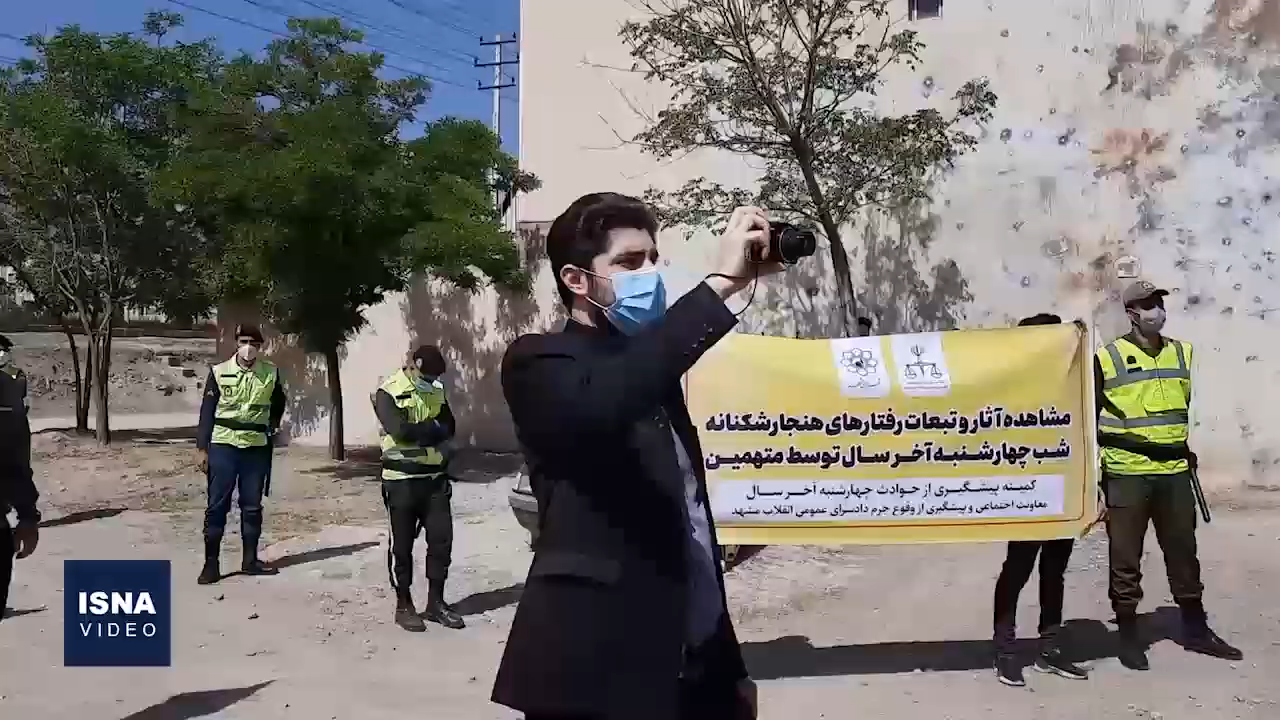 مشاهده آثار و تبعات رفتارهای هنجارشکنانه
شب چهارشنبه آخر سال توسط متهمین
کمیته پیشگیری از حوادث چهارشنبه آخر سال
معاونت اجتماعی و پیشگیری از وقوع جرم دادسرای عمومی انقلاب مشهد
ISNA
VIDEO